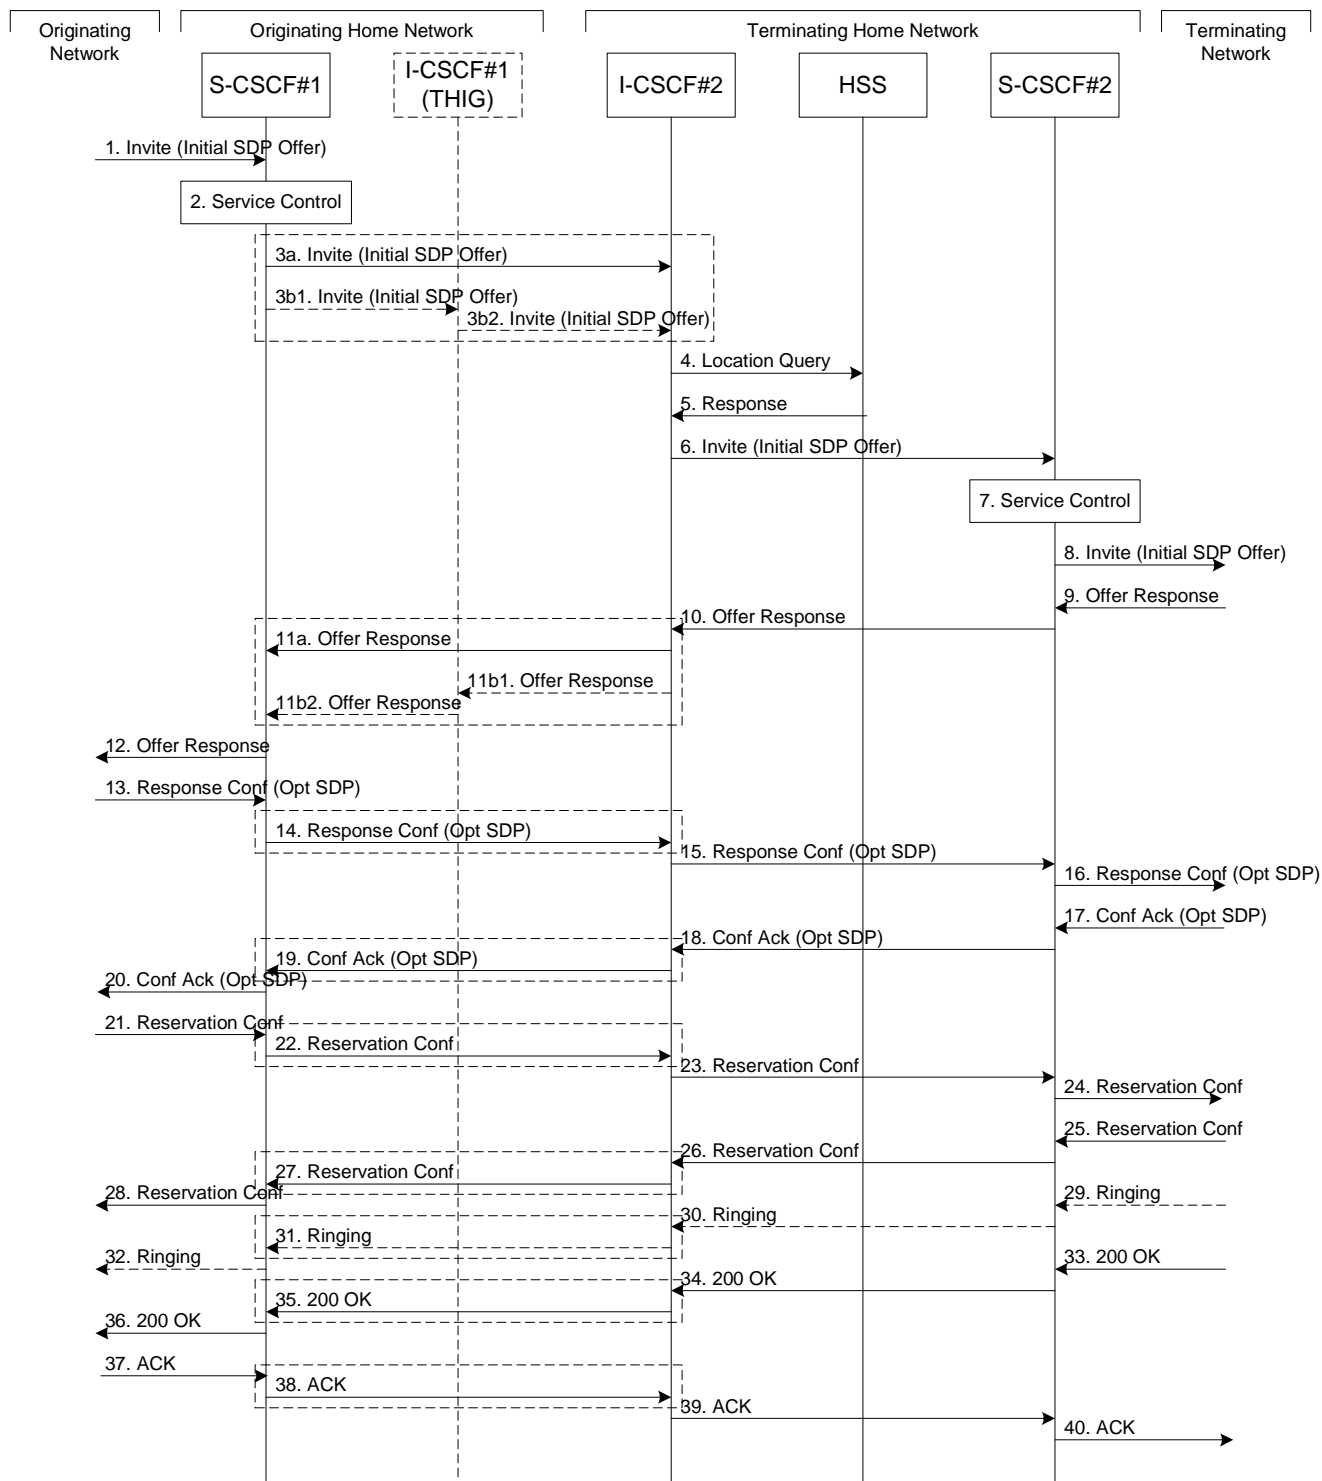 Originating
Network
Originating Home Network
Terminating Home Network
Terminating
Network
S-CSCF#1
I-CSCF#1
(THIG)
I-CSCF#2
HSS
S-CSCF#2
1. Invite (Initial SDP Offer)
2. Service Control
3a. Invite (Initial SDP Offer)
3b1. Invite (Initial SDP Offer)
3b2. Invite (Initial SDP Offer)
4. Location Query
5. Response
6. Invite (Initial SDP Offer)
7. Service Control
8. Invite (Initial SDP Offer)
9. Offer Response
10. Offer Response
11a. Offer Response
11b1. Offer Response
11b2. Offer Response
12. Offer Response
13. Response Conf (Opt SDP)
14. Response Conf (Opt SDP)
15. Response Conf (Opt SDP)
16. Response Conf (Opt SDP)
17. Conf Ack (Opt SDP)
18. Conf Ack (Opt SDP)
19. Conf Ack (Opt SDP)
20. Conf Ack (Opt SDP)
21. Reservation Conf
22. Reservation Conf
23. Reservation Conf
24. Reservation Conf
25. Reservation Conf
26. Reservation Conf
27. Reservation Conf
28. Reservation Conf
29. Ringing
30. Ringing
31. Ringing
32. Ringing
33. 200 OK
34. 200 OK
35. 200 OK
36. 200 OK
37. ACK
38. ACK
39. ACK
40. ACK